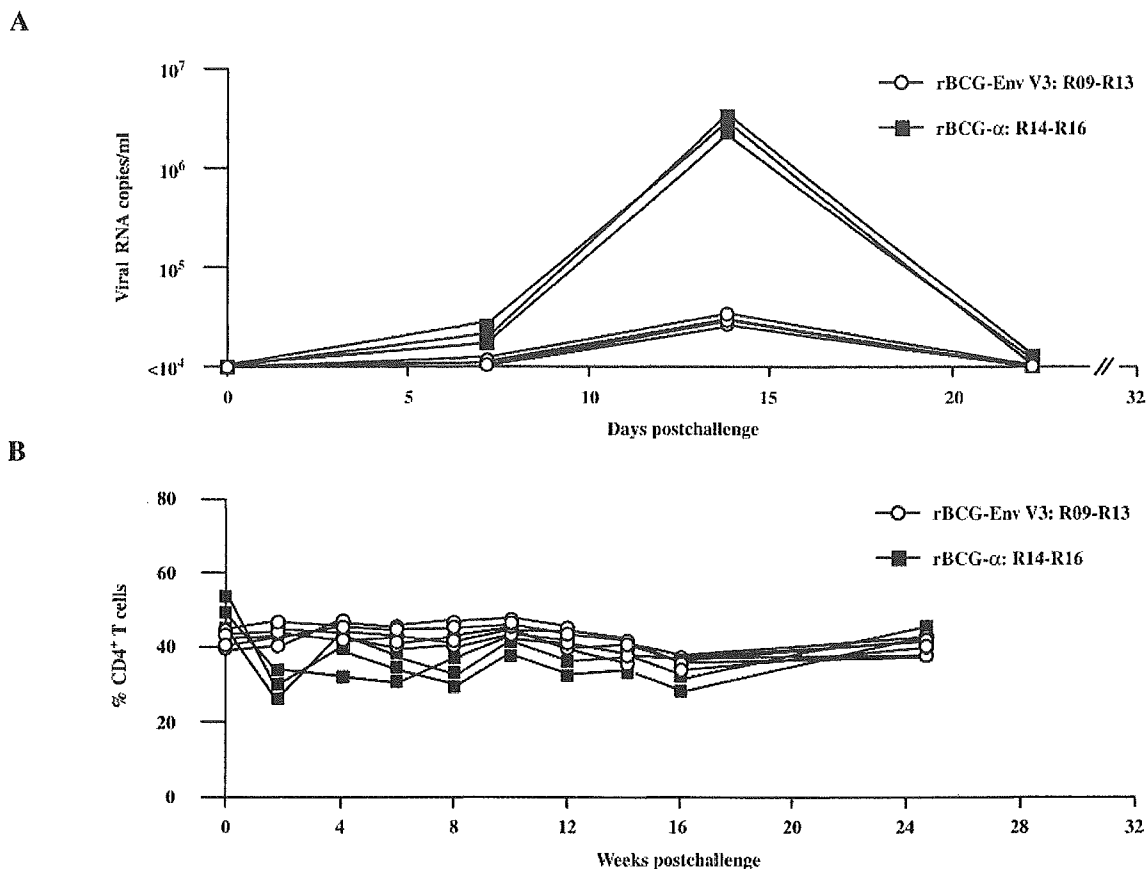 A
10⁷
10⁶
10⁵
<10⁴
Viral RNA copies/ml
rBCG-Env V3: R09-R13
rBCG-α: R14-R16
0 5 10 15 20 32
Days postchallenge
B
80
60
40
20
0
% CD4⁺ T cells
rBCG-Env V3: R09-R13
rBCG-α: R14-R16
0 4 8 12 16 20 24 28 32
Weeks postchallenge